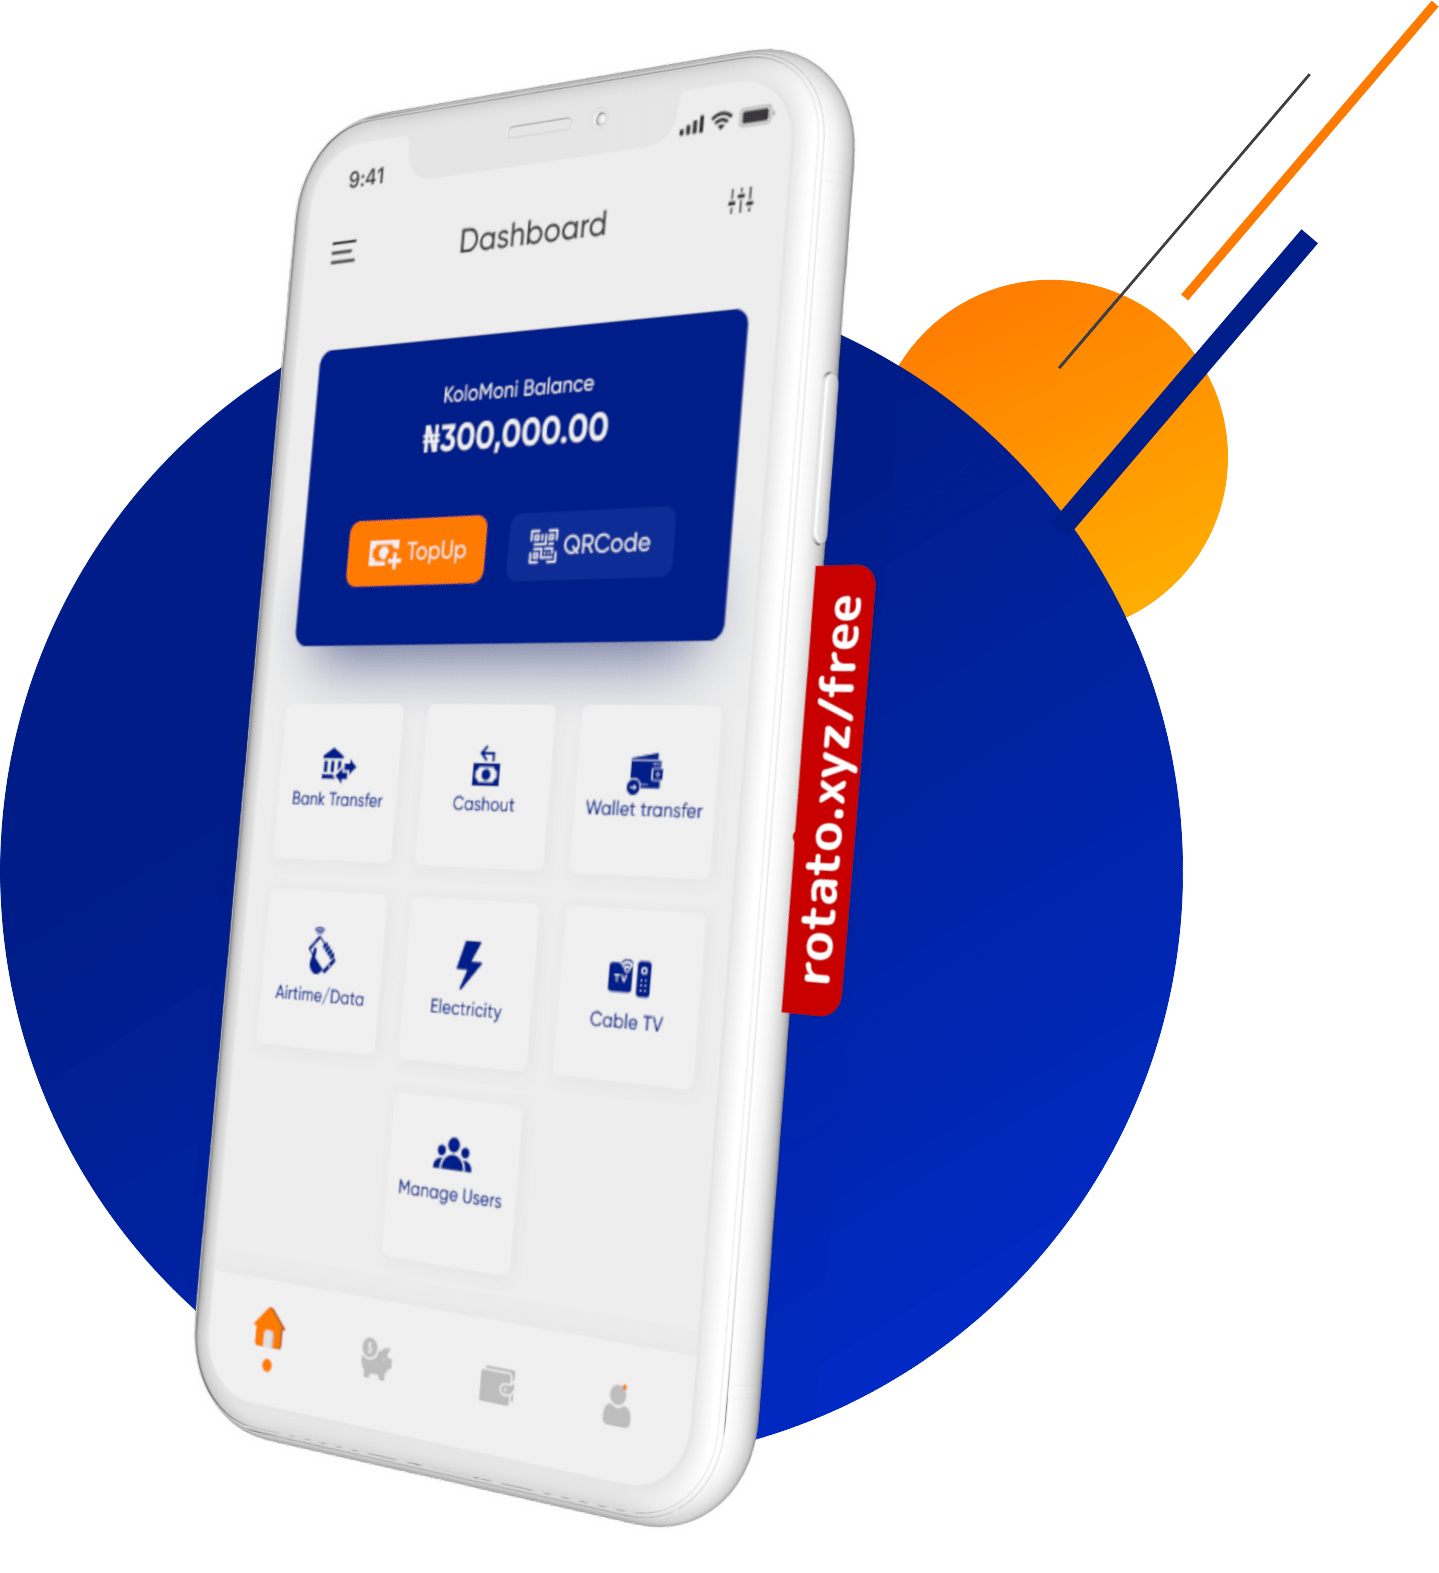 9:41
Dashboard
KoloMoni Balance
₦300,000.00
TopUp
QRCode
Bank Transfer
Cashout
Wallet transfer
Airtime/Data
Electricity
TV
Cable TV
Manage Users
rotato.xyz/free